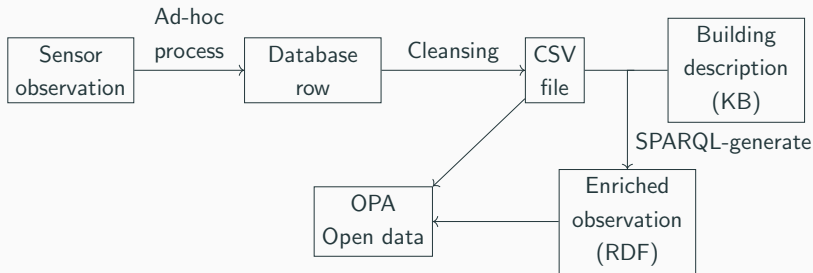 Ad-hoc
process
Sensor
observation
Database
row
Cleansing
CSV
file
Building
description
(KB)
SPARQL-generate
OPA
Open data
Enriched
observation
(RDF)